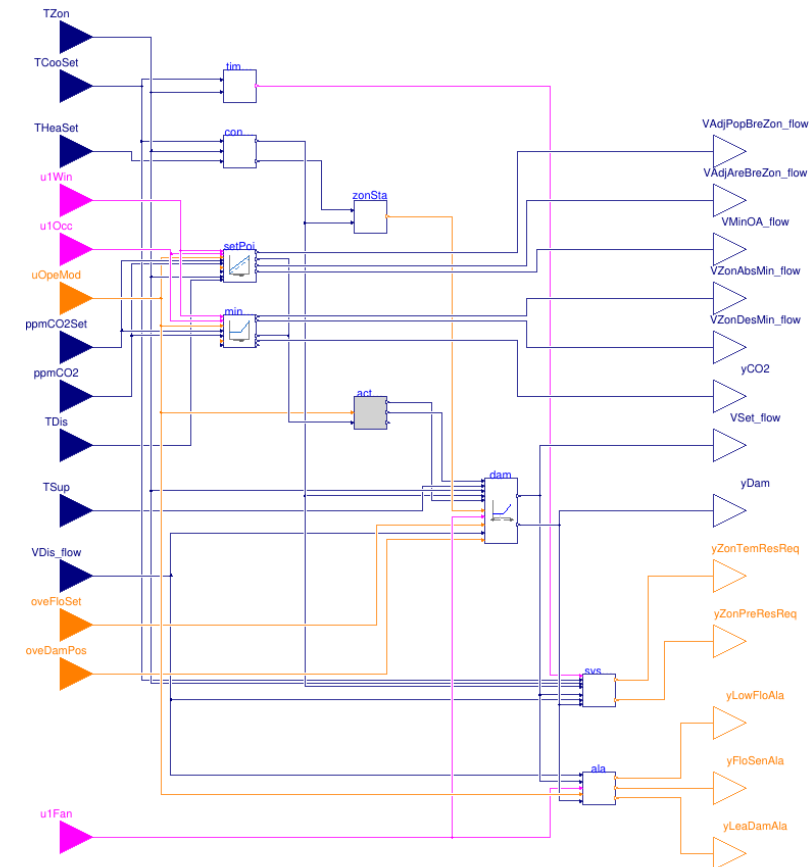 TZon
TCooSet
tim
THeaSet
con
VAdjPopBreZon_flow
u1Win
zonSta
VAdjAreBreZon_flow
u1Occ
setPoi
VMinOA_flow
uOpeMod
VZonAbsMin_flow
ppmCO2Set
min
VZonDesMin_flow
ppmCO2
yCO2
TDis
act
VSet_flow
TSup
dam
yDam
VDis_flow
yZonTemResReq
oveFloSet
yZonPreResReq
oveDamPos
sys
yLowFloAla
yFloSenAla
ala
u1Fan
yLeaDamAla